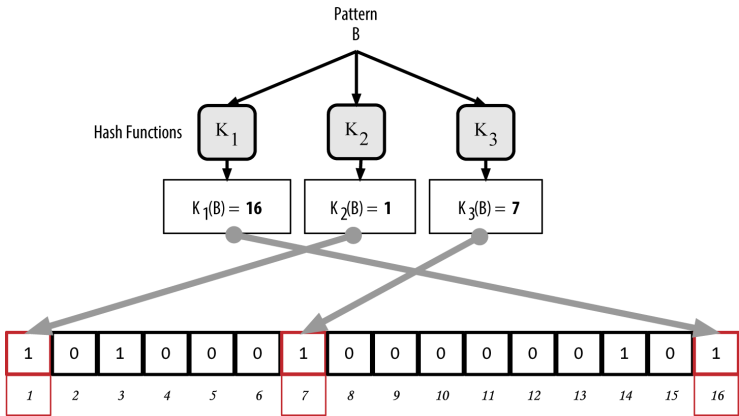 Pattern
B
Hash Functions K1 K2 K3
K1(B) = 16 K2(B) = 1 K3(B) = 7
1 0 1 0 0 0 1 0 0 0 0 0 0 1 0 1
1 2 3 4 5 6 7 8 9 10 11 12 13 14 15 16